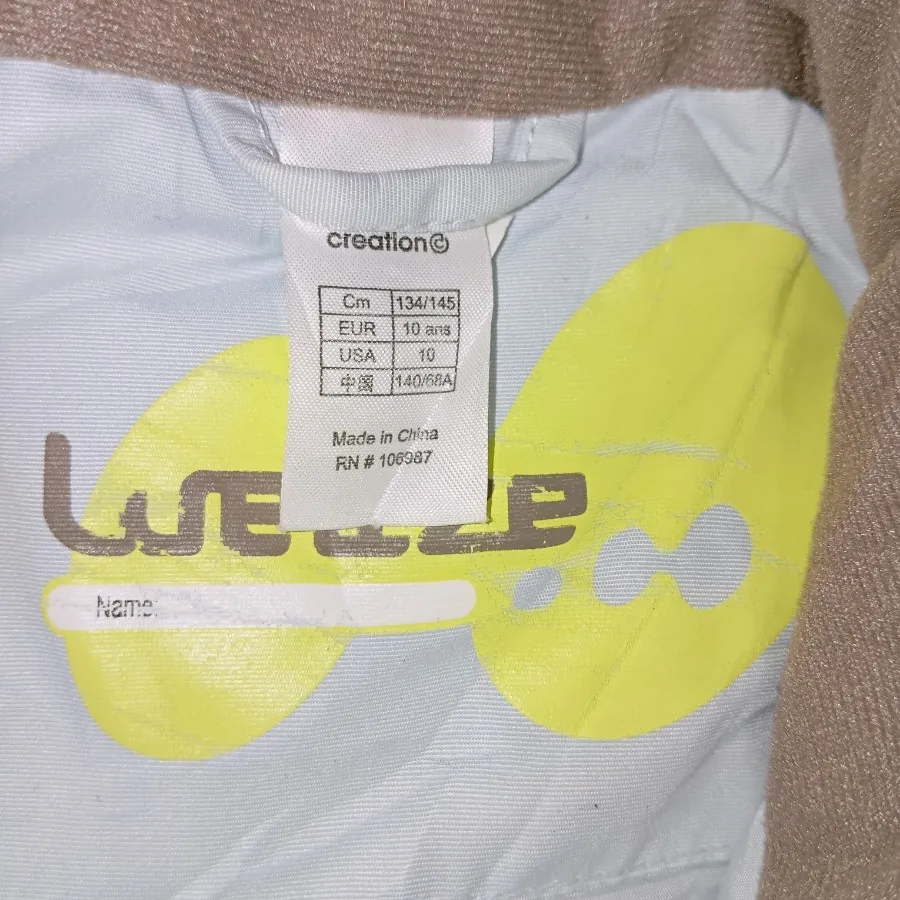 creation©
Cm 134/145
EUR 10 ans
USA 10
中国 140/68A
Made in China
RN # 106987
Name: